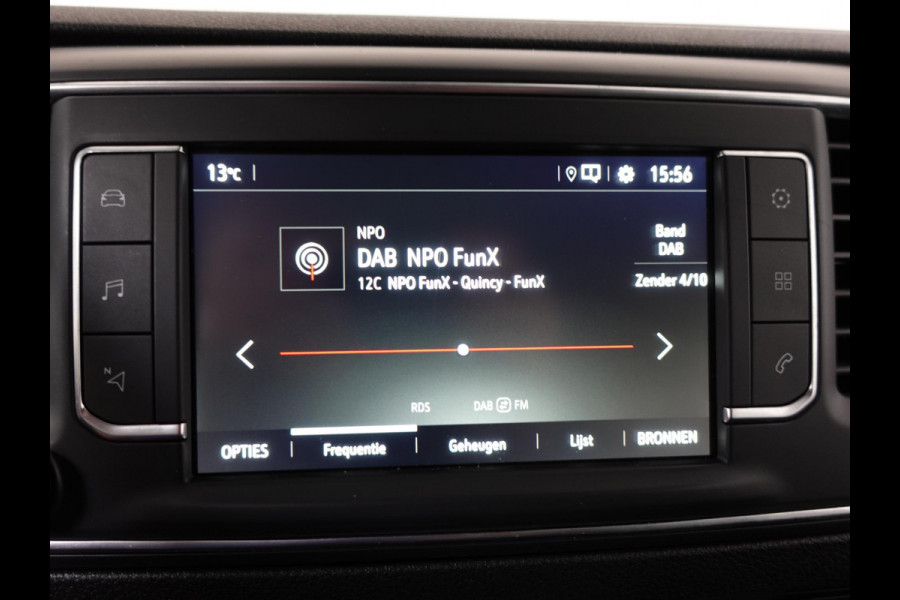 13°C 15:56
NPO
DAB NPO FunX
12C NPO FunX - Quincy - FunX
Band
DAB
Zender 4/10
N
RDS DAB FM
OPTIES Frequentie Geheugen Lijst BRONNEN